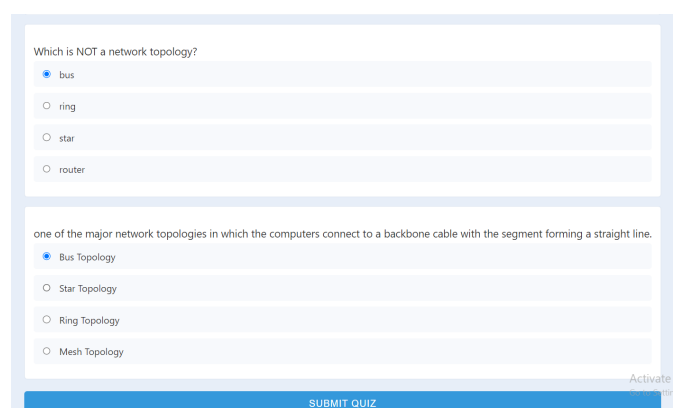 Which is NOT a network topology?
bus
ring
star
router
one of the major network topologies in which the computers connect to a backbone cable with the segment forming a straight line.
Bus Topology
Star Topology
Ring Topology
Mesh Topology
Activate
SUBMIT QUIZ